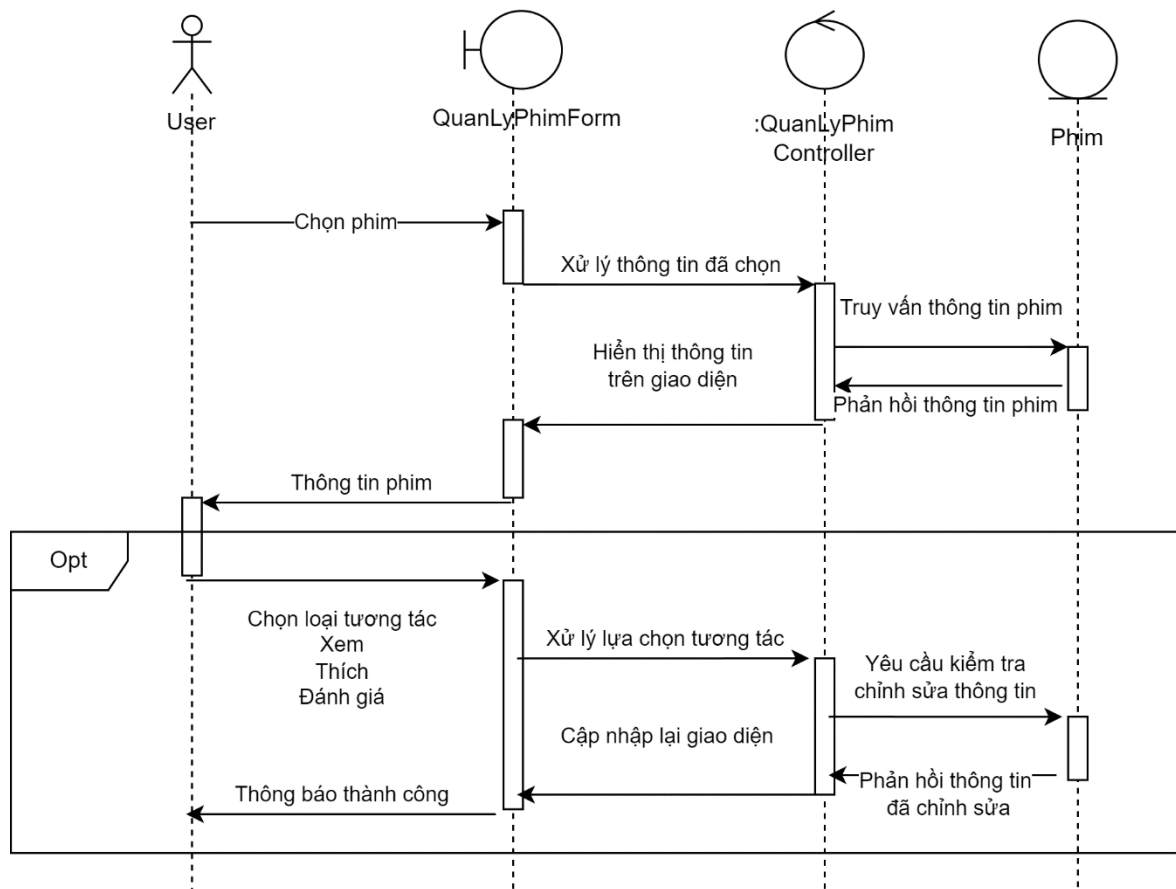 User
QuanLyPhimForm
:QuanLyPhim
Controller
Phim
Chọn phim
Xử lý thông tin đã chọn
Truy vấn thông tin phim
Hiển thị thông tin
trên giao diện
Phản hồi thông tin phim
Thông tin phim
Opt
Chọn loại tương tác
Xem
Thích
Đánh giá
Xử lý lựa chọn tương tác
Yêu cầu kiểm tra
chỉnh sửa thông tin
Cập nhập lại giao diện
Phản hồi thông tin
đã chỉnh sửa
Thông báo thành công